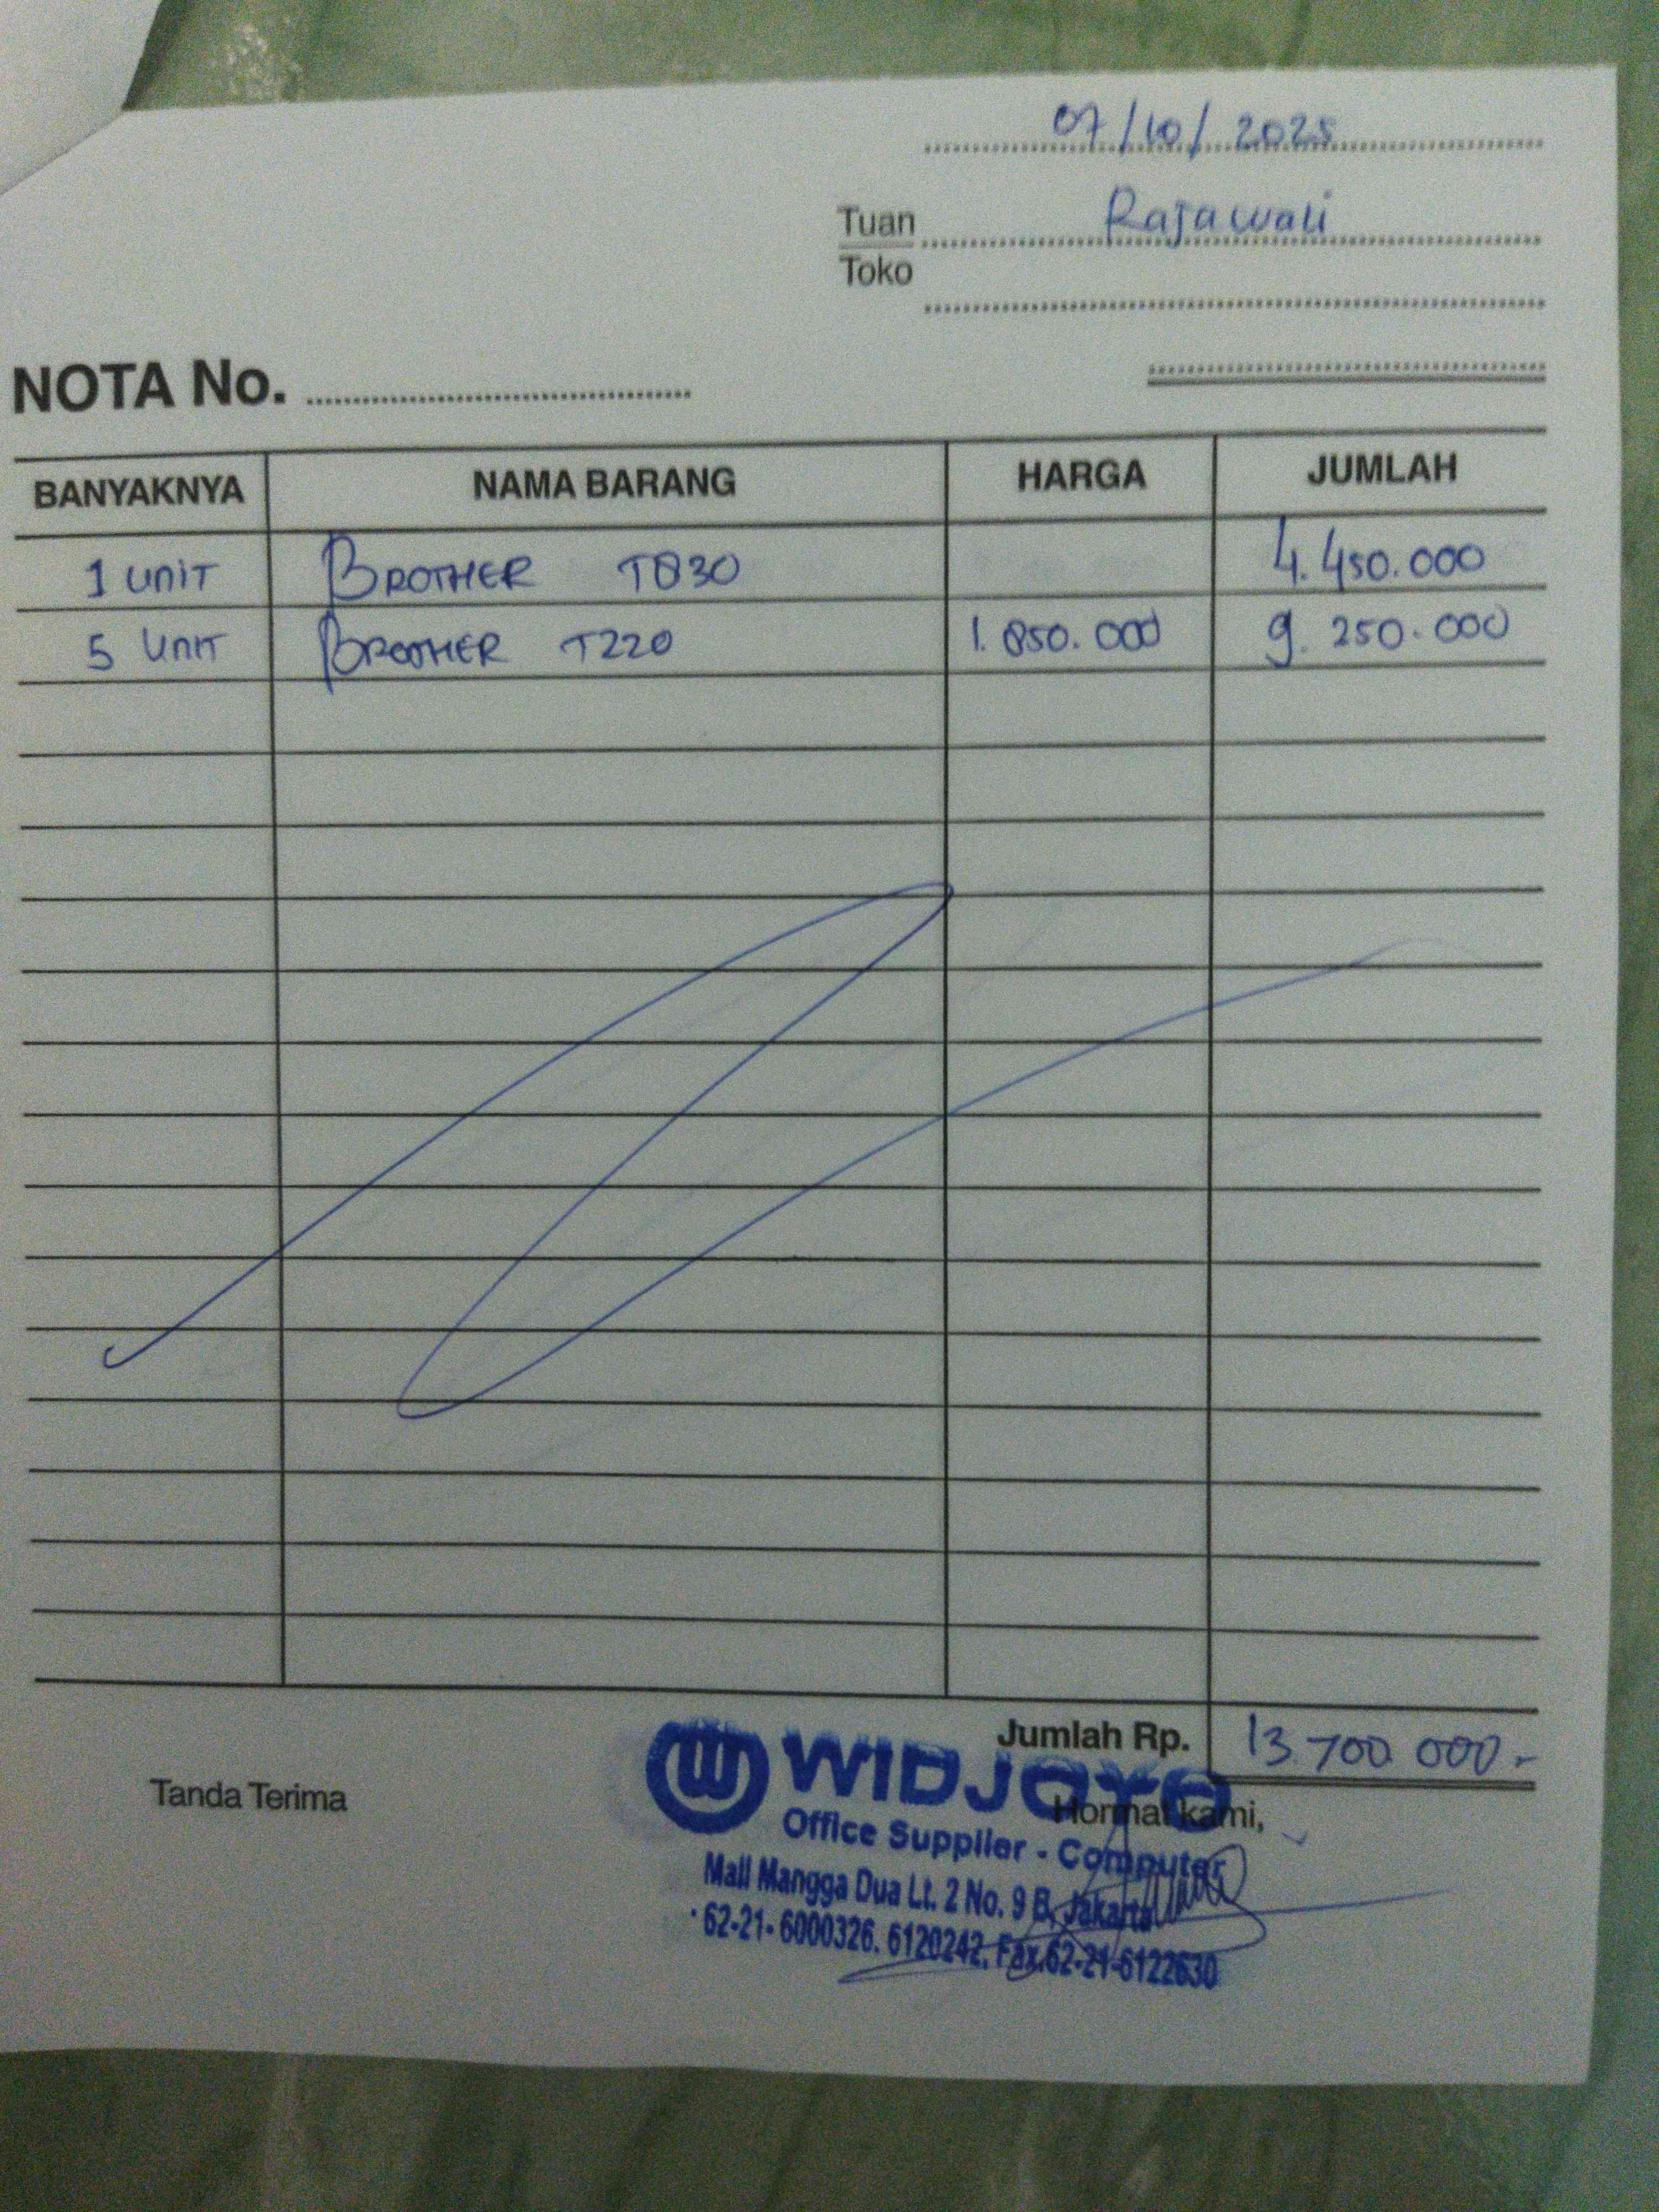 07/10/2025
Tuan Rajawali
Toko
NOTA No.
BANYAKNYA NAMA BARANG HARGA JUMLAH
1 UNIT BROTHER T830 4.450.000
5 UNIT BROTHER T220 1.850.000 9.250.000
Jumlah Rp. 13.700.000.-
Tanda Terima
Hormat kami,
WIDJOYO
Office Supplier - Computer
Mall Mangga Dua Lt. 2 No. 9 B, Jakarta
62-21-6000326. 6120242, Fax.62-21-6122630